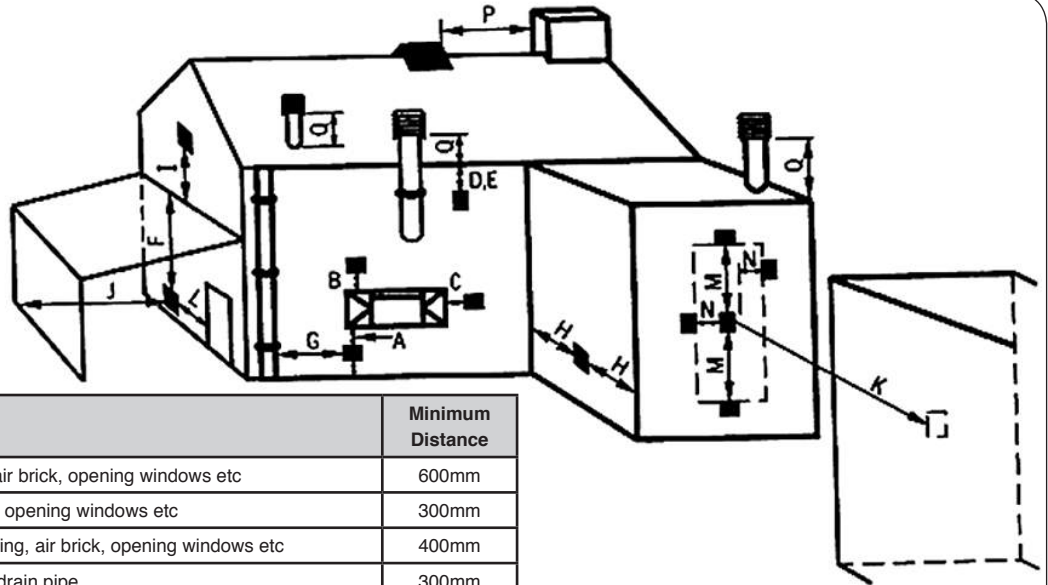 P
Q
Q
D,E
Q
I
F
B
C
M
N
J
L
N
G
A
H
H
M
K
Minimum
Distance
air brick, opening windows etc 600mm
opening windows etc 300mm
ing, air brick, opening windows etc 400mm
drain pipe 300mm